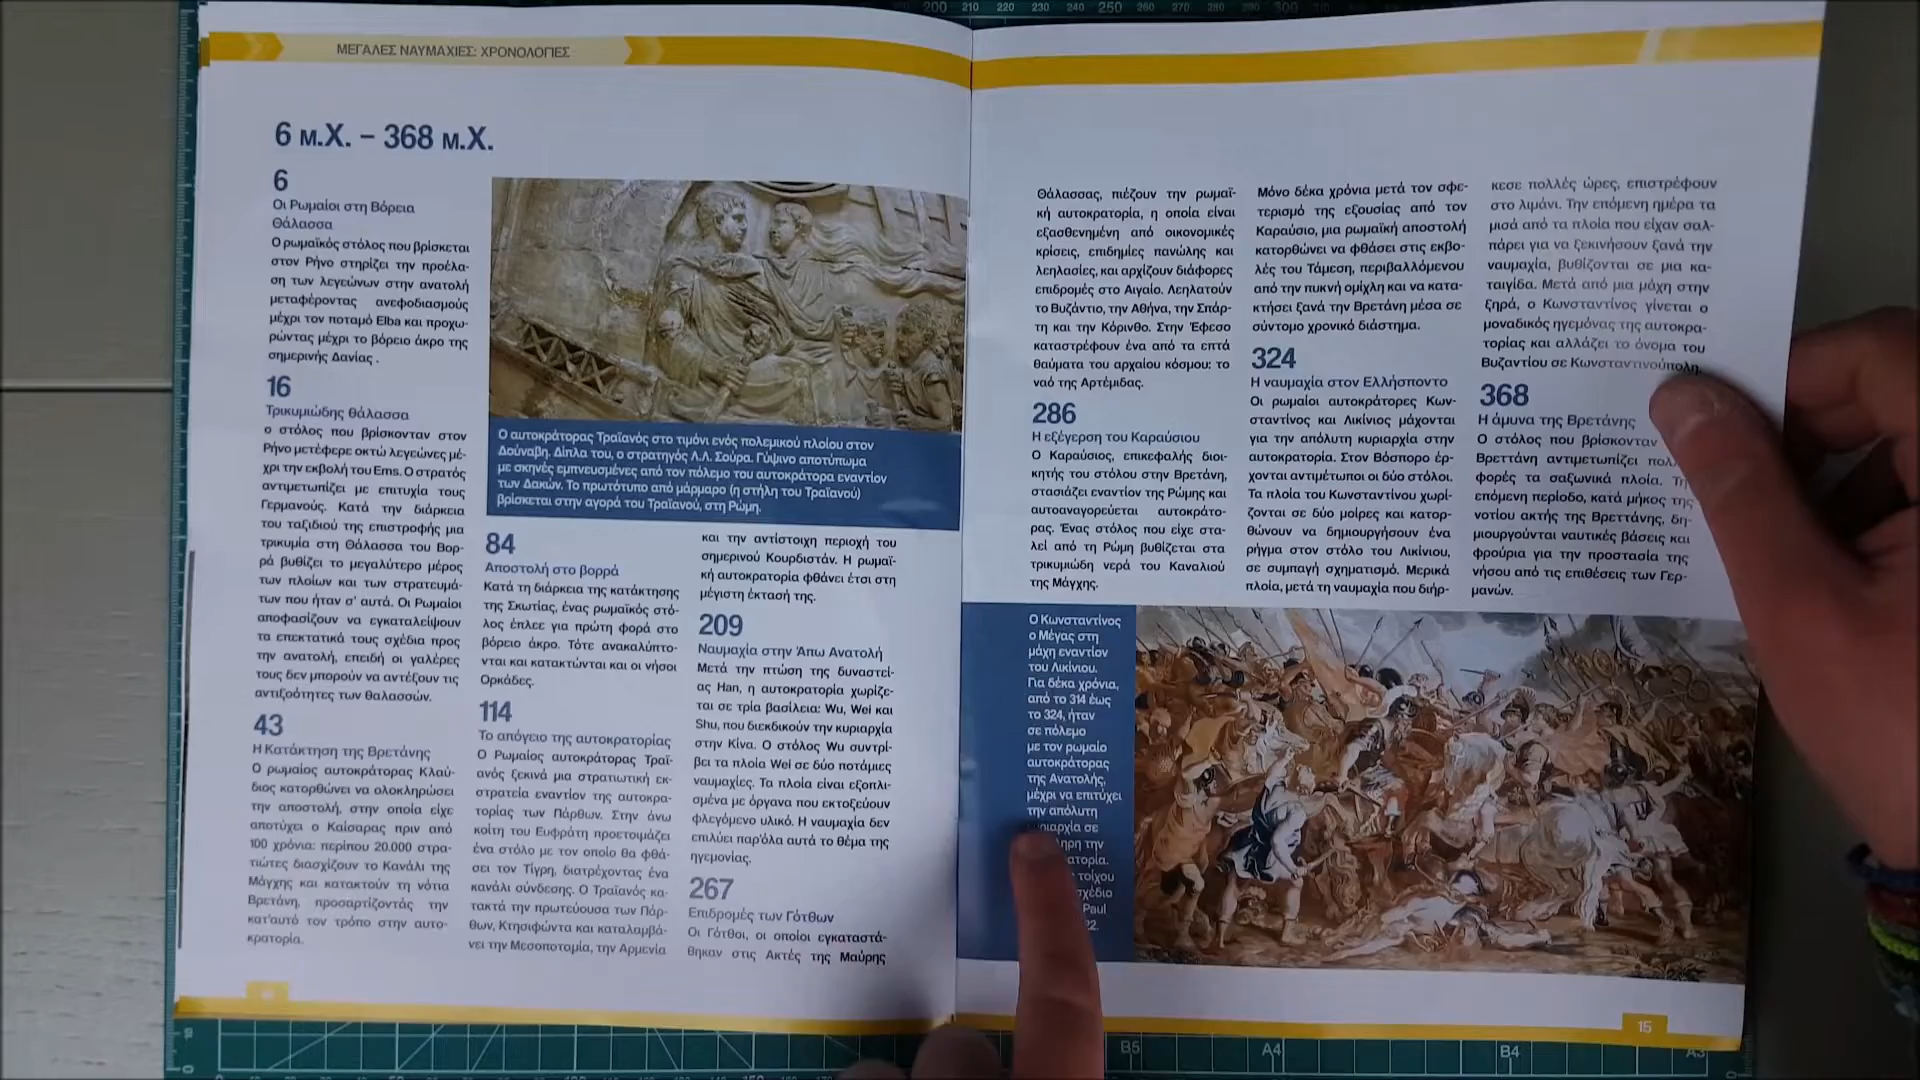 ΜΕΓΑΛΕΣ ΝΑΥΜΑΧΙΕΣ: ΧΡΟΝΟΛΟΓΙΕΣ
6 μ.Χ. – 368 μ.Χ.
6
Οι Ρωμαίοι στη Βόρεια
Θάλασσα
Ο ρωμαϊκός στόλος που βρίσκεται
στον Ρήνο στηρίζει την προέλα-
ση των λεγεώνων στην ανατολή
μεταφέροντας ανεφοδιασμούς
μέχρι τον ποταμό Elba και προχω-
ρώντας μέχρι το βόρειο άκρο της
σημερινής Δανίας .
16
Τρικυμιώδης θάλασσα
ο στόλος που βρίσκονταν στον
Ρήνο μετέφερε οκτώ λεγεώνες μέ-
χρι την εκβολή του Ems. Ο στρατός
αντιμετωπίζει με επιτυχία τους
Γερμανούς. Κατά την διάρκεια
του ταξιδιού της επιστροφής μια
τρικυμία στη Θάλασσα του Βορ-
ρά βυθίζει το μεγαλύτερο μέρος
των πλοίων και των στρατευμά-
των που ήταν σ' αυτά. Οι Ρωμαίοι
αποφασίζουν να εγκαταλείψουν
τα επεκτατικά τους σχέδια προς
την ανατολή, επειδή οι γαλέρες
τους δεν μπορούν να αντέξουν τις
αντιξοότητες των θαλασσών.
43
Η Κατάκτηση της Βρετάνης
Ο ρωμαίος αυτοκράτορας Κλαύ-
διος κατορθώνει να ολοκληρώσει
την αποστολή, στην οποία είχε
αποτύχει ο Καίσαρας πριν από
100 χρόνια: περίπου 20.000 στρα-
τιώτες διασχίζουν το Κανάλι της
Μάγχης και κατακτούν τη νότια
Βρετάνη, προσαρτίζοντάς την
κατ'αυτό τον τρόπο στην αυτο-
κρατορία.
Ο αυτοκράτορας Τραϊανός στο τιμόνι ενός πολεμικού πλοίου στον
Δούναβη. Δίπλα του, ο στρατηγός Λ.Λ. Σούρα. Γύψινο αποτύπωμα
με σκηνές εμπνευσμένες από τον πόλεμο του αυτοκράτορα εναντίον
των Δακών. Το πρωτότυπο από μάρμαρο (η στήλη του Τραϊανού)
βρίσκεται στην αγορά του Τραϊανού, στη Ρώμη.
84
Αποστολή στο βορρά
Κατά τη διάρκεια της κατάκτησης
της Σκωτίας, ένας ρωμαϊκός στό-
λος έπλεε για πρώτη φορά στο
βόρειο άκρο. Τότε ανακαλύπτο-
νται και κατακτώνται και οι νήσοι
Ορκάδες.
114
Το απόγειο της αυτοκρατορίας
Ο Ρωμαίος αυτοκράτορας Τραϊ-
ανός ξεκινά μια στρατιωτική εκ-
στρατεία εναντίον της αυτοκρα-
τορίας των Πάρθων. Στην άνω
κοίτη του Ευφράτη προετοιμάζει
ένα στόλο με τον οποίο θα φθά-
σει τον Τίγρη, διατρέχοντας ένα
κανάλι σύνδεσης. Ο Τραϊανός κα-
τακτά την πρωτεύουσα των Πάρ-
θων, Κτησιφώντα και καταλαμβά-
νει την Μεσοποτομία, την Αρμενία
και την αντίστοιχη περιοχή του
σημερινού Κουρδιστάν. Η ρωμαϊ-
κή αυτοκρατορία φθάνει έτσι στη
μέγιστη έκτασή της.
209
Ναυμαχία στην Άπω Ανατολή
Μετά την πτώση της δυναστεί-
ας Han, η αυτοκρατορία χωρίζε-
ται σε τρία βασίλεια: Wu, Wei και
Shu, που διεκδικούν την κυριαρχία
στην Κίνα. Ο στόλος Wu συντρί-
βει τα πλοία Wei σε δύο ποτάμιες
ναυμαχίες. Τα πλοία είναι εξοπλι-
σμένα με όργανα που εκτοξεύουν
φλεγόμενο υλικό. Η ναυμαχία δεν
επιλύει παρ'όλα αυτά το θέμα της
ηγεμονίας.
267
Επιδρομές των Γότθων
Οι Γότθοι, οι οποίοι εγκαταστά-
θηκαν στις Ακτές της Μαύρης
Θάλασσας, πιέζουν την ρωμαϊ-
κή αυτοκρατορία, η οποία είναι
εξασθενημένη από οικονομικές
κρίσεις, επιδημίες πανώλης και
λεηλασίες, και αρχίζουν διάφορες
επιδρομές στο Αιγαίο. Λεηλατούν
το Βυζάντιο, την Αθήνα, την Σπάρ-
τη και την Κόρινθο. Στην Έφεσο
καταστρέφουν ένα από τα επτά
θαύματα του αρχαίου κόσμου: το
ναό της Αρτέμιδας.
286
Η εξέγερση του Καραύσιου
Ο Καραύσιος, επικεφαλής διοι-
κητής του στόλου στην Βρετάνη,
στασιάζει εναντίον της Ρώμης και
αυτοαναγορεύεται αυτοκράτο-
ρας. Ένας στόλος που είχε στα-
λεί από τη Ρώμη βυθίζεται στα
τρικυμιώδη νερά του Καναλιού
της Μάγχης.
Μόνο δέκα χρόνια μετά τον σφε-
τερισμό της εξουσίας από τον
Καραύσιο, μια ρωμαϊκή αποστολή
κατορθώνει να φθάσει στις εκβο-
λές του Τάμεση, περιβαλλόμενου
από την πυκνή ομίχλη και να κατα-
κτήσει ξανά την Βρετάνη μέσα σε
σύντομο χρονικό διάστημα.
324
Η ναυμαχία στον Ελλήσποντο
Οι ρωμαίοι αυτοκράτορες Κων-
σταντίνος και Λικίνιος μάχονται
για την απόλυτη κυριαρχία στην
αυτοκρατορία. Στον Βόσπορο έρ-
χονται αντιμέτωποι οι δύο στόλοι.
Τα πλοία του Κωνσταντίνου χωρί-
ζονται σε δύο μοίρες και κατορ-
θώνουν να δημιουργήσουν ένα
ρήγμα στον στόλο του Λικίνιου,
σε συμπαγή σχηματισμό. Μερικά
πλοία, μετά τη ναυμαχία που διήρ-
κεσε πολλές ώρες, επιστρέφουν
στο λιμάνι. Την επόμενη ημέρα τα
μισά από τα πλοία που είχαν σαλ-
πάρει για να ξεκινήσουν ξανά την
ναυμαχία, βυθίζονται σε μια κα-
ταιγίδα. Μετά από μια μάχη στην
ξηρά, ο Κωνσταντίνος γίνεται ο
μοναδικός ηγεμόνας της αυτοκρα-
τορίας και αλλάζει το όνομα του
Βυζαντίου σε Κωνσταντινούπολη.
368
Η άμυνα της Βρετάνης
Ο στόλος που βρίσκονταν
Βρεττάνη αντιμετωπίζει
φορές τα σαξωνικά πλοία. Τη
επόμενη περίοδο, κατά μήκος της
νοτίου ακτής της Βρεττάνης, δη-
μιουργούνται ναυτικές βάσεις και
φρούρια για την προστασία της
νήσου από τις επιθέσεις των Γερ-
μανών.
Ο Κωνσταντίνος
ο Μέγας στη
μάχη εναντίον
του Λικίνιου.
Για δέκα χρόνια,
από το 314 έως
το 324, ήταν
σε πόλεμο
με τον ρωμαίο
αυτοκράτορα
της Ανατολής,
μέχρι να επιτύχει
την απόλυτη
κυριαρχία σε
την
τοίχου
Paul
15
200 210 220 230 240 250 260 270 280 290 300
B5 A4 B4 A3